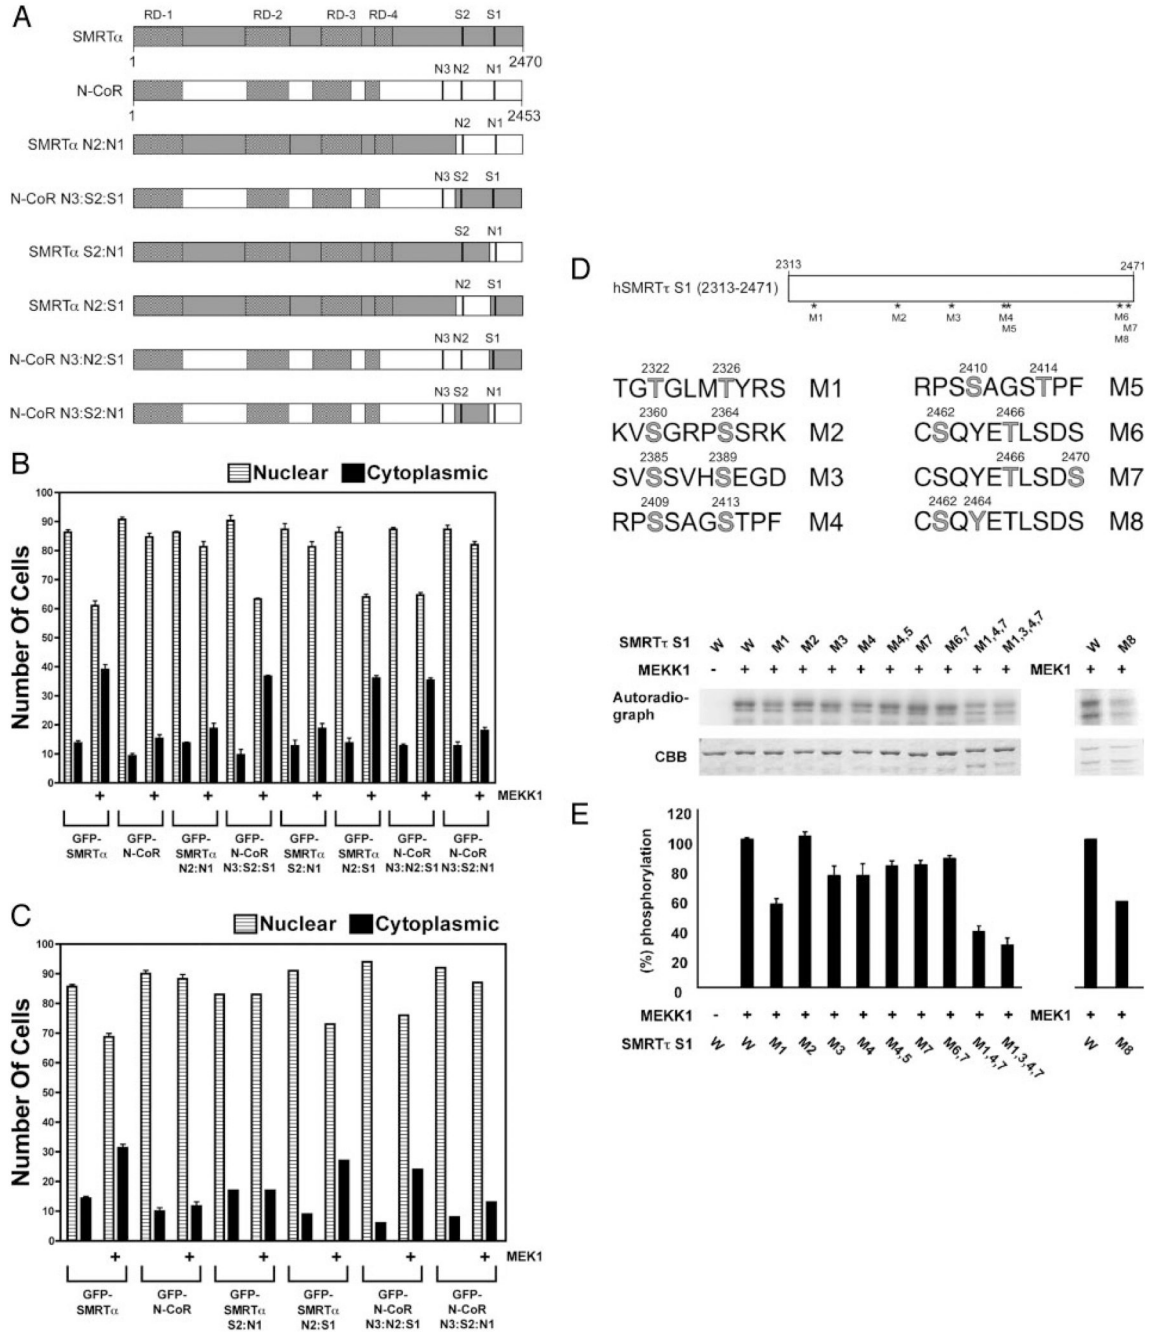 A
RD-1 RD-2 RD-3 RD-4 S2 S1
SMRTα
1 2470
N3 N2 N1
N-CoR
1 2453
N2 N1
SMRTα N2:N1
N3 S2 S1
N-CoR N3:S2:S1
S2 N1
SMRTα S2:N1
N2 S1
SMRTα N2:S1
N3 N2 S1
N-CoR N3:N2:S1
N3 S2 N1
N-CoR N3:S2:N1
B
Nuclear Cytoplasmic
Number Of Cells
100
90
80
70
60
50
40
30
20
10
0
+ + + + + + + + MEKK1
GFP- GFP- GFP- GFP- GFP- GFP- GFP- GFP-
SMRTα N-CoR SMRTα N-CoR SMRTα SMRTα N-CoR N-CoR
N2:N1 N3:S2:S1 S2:N1 N2:S1 N3:N2:S1 N3:S2:N1
C
Nuclear Cytoplasmic
Number Of Cells
100
90
80
70
60
50
40
30
20
10
0
+ + + + + + MEK1
GFP- GFP- GFP- GFP- GFP- GFP-
SMRTα N-CoR SMRTα SMRTα N-CoR N-CoR
S2:N1 N2:S1 N3:N2:S1 N3:S2:N1
D
2313 2471
hSMRTτ S1 (2313-2471)
* * * ** * *
M1 M2 M3 M4 M6
M5 M7
M8
2322 2326 2410 2414
TGTGLMTYRS M1 RPSSAGSTPF M5
2360 2364 2462 2466
KVSGRPSSRK M2 CSQYETLSDS M6
2385 2389 2466 2470
SVSSVHSEGD M3 CSQYETLSDS M7
2409 2413 2462 2464
RPSSAGSTPF M4 CSQYETLSDS M8
SMRTτ S1 W W M1 M2 M3 M4 M4,5 M7 M6,7 M1,4,7 M1,3,4,7 W M8
MEKK1 - + + + + + + + + + + MEK1 + +
Autoradio-
graph
CBB
E
(%) phosphorylation
120
100
80
60
40
20
0
MEKK1 - + + + + + + + + + + MEK1 + +
SMRTτ S1 W W M1 M2 M3 M4 M4,5 M7 M6,7 M1,4,7 M1,3,4,7 W M8